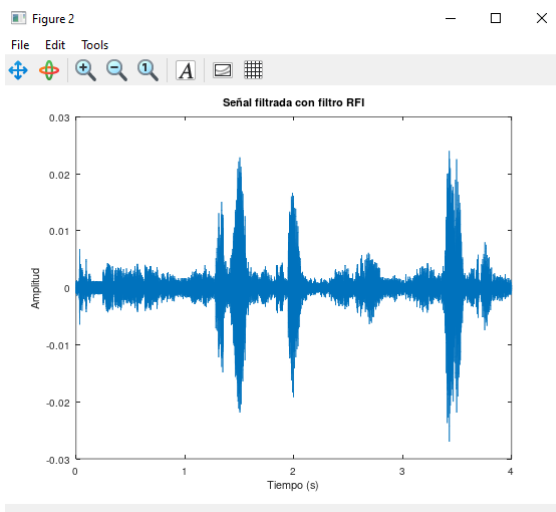 Figure 2
File Edit Tools
1 A
Señal filtrada con filtro RFI
0.03
0.02
0.01
0
-0.01
-0.02
-0.03
Amplitud
0 1 2 3 4
Tiempo (s)